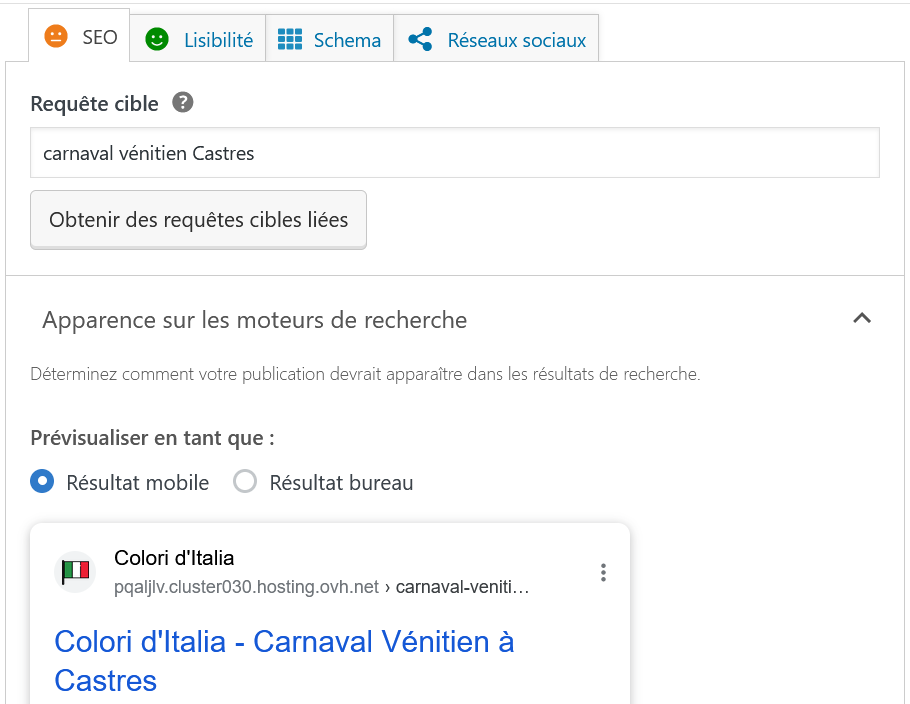 SEO Lisibilité Schema Réseaux sociaux
Requête cible ?
carnaval vénitien Castres
Obtenir des requêtes cibles liées
Apparence sur les moteurs de recherche
Déterminez comment votre publication devrait apparaître dans les résultats de recherche.
Prévisualiser en tant que :
Résultat mobile Résultat bureau
Colori d'Italia
pqaljlv.cluster030.hosting.ovh.net › carnaval-veniti…
Colori d'Italia - Carnaval Vénitien à
Castres